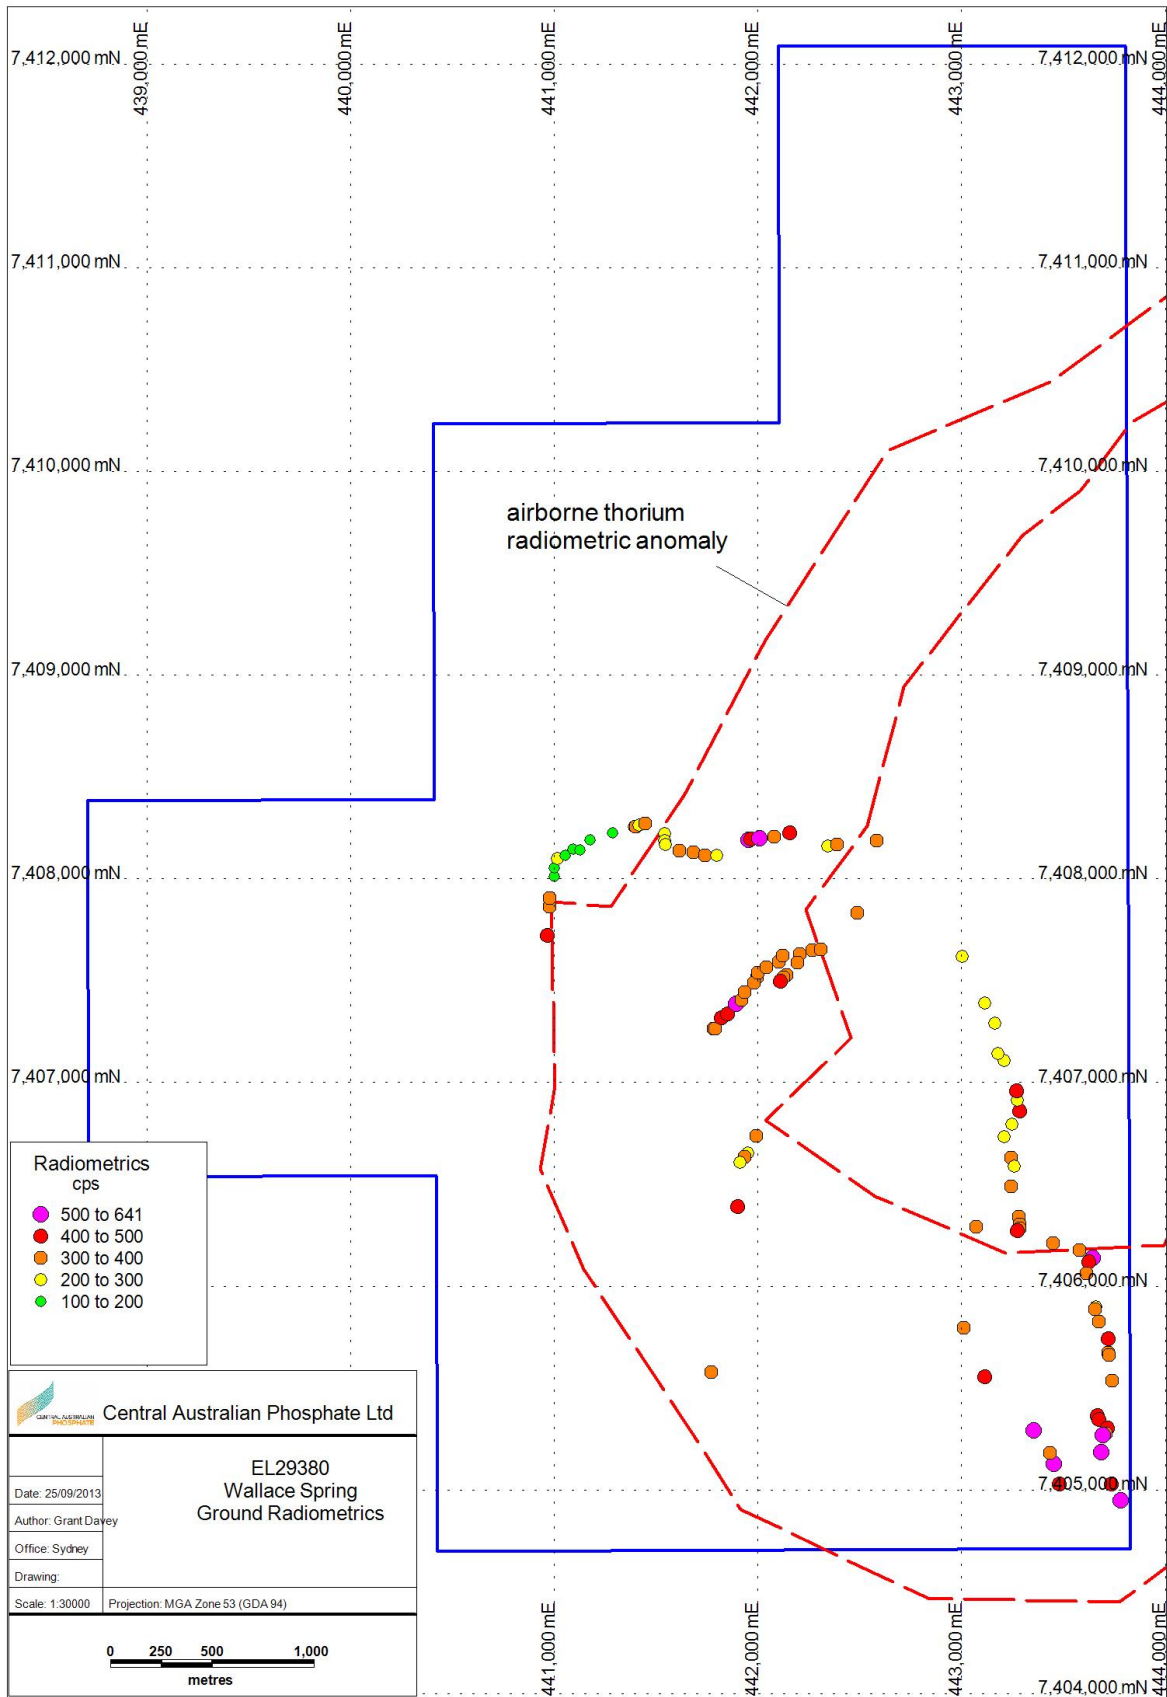 439,000 mE
440,000 mE
441,000 mE
442,000 mE
443,000 mE
444,000 mE
7,412,000 mN
7,412,000 mN
7,411,000 mN
7,411,000 mN
7,410,000 mN
7,410,000 mN
airborne thorium
radiometric anomaly
7,409,000 mN
7,409,000 mN
7,408,000 mN
7,408,000 mN
7,407,000 mN
7,407,000 mN
Radiometrics
cps
500 to 641
400 to 500
300 to 400
200 to 300
100 to 200
7,406,000 mN
CENTRAL AUSTRALIAN
PHOSPHATE
Central Australian Phosphate Ltd
EL29380
Wallace Spring
Ground Radiometrics
Date: 25/09/2013
Author: Grant Davey
Office: Sydney
Drawing:
Scale: 1:30000
Projection: MGA Zone 53 (GDA 94)
0 250 500 1,000
metres
7,405,000 mN
441,000 mE
442,000 mE
443,000 mE
444,000 mE
7,404,000 mN